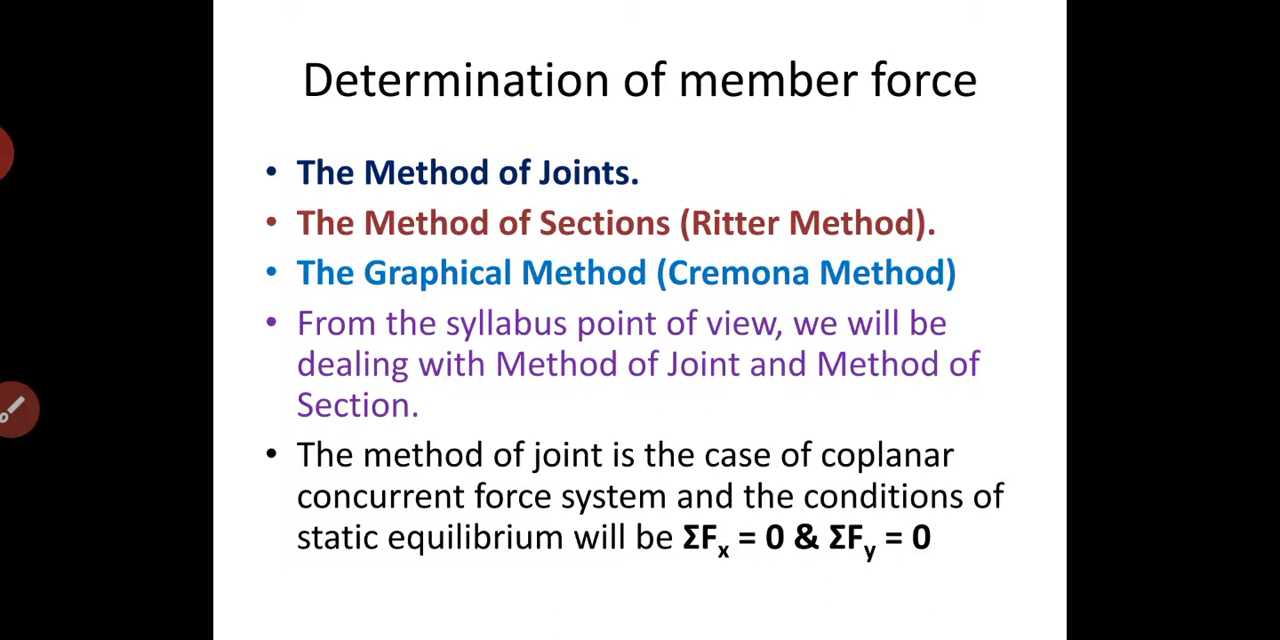 Determination of member force
• The Method of Joints.
• The Method of Sections (Ritter Method).
• The Graphical Method (Cremona Method)
• From the syllabus point of view, we will be
dealing with Method of Joint and Method of
Section.
• The method of joint is the case of coplanar
concurrent force system and the conditions of
static equilibrium will be ΣFₓ = 0 & ΣFy = 0